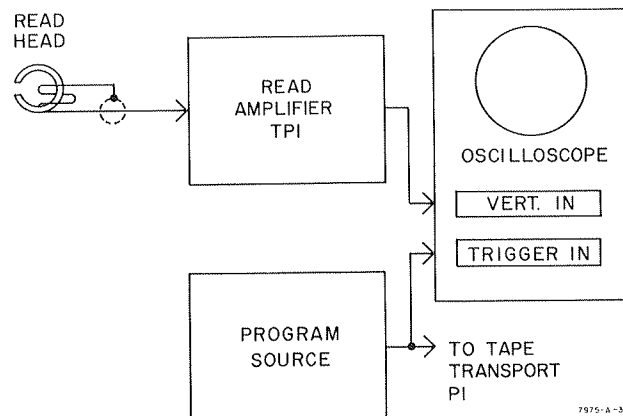 READ
HEAD
READ
AMPLIFIER
TPI
OSCILLOSCOPE
VERT. IN
TRIGGER IN
PROGRAM
SOURCE
TO TAPE
TRANSPORT
PI
7975-A-3